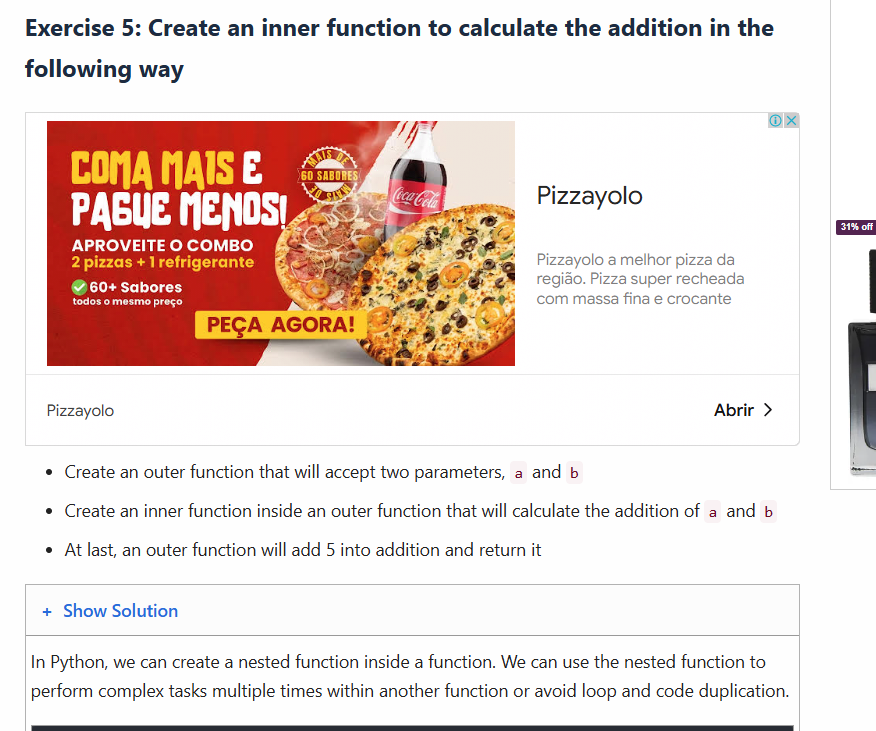 Exercise 5: Create an inner function to calculate the addition in the
following way
COMA MAIS E
PAGUE MENOS!
APROVEITE O COMBO
2 pizzas + 1 refrigerante
60+ Sabores
todos o mesmo preço
MAIS DE
60 SABORES
MAIS DE
Coca-Cola
PEÇA AGORA!
Pizzayolo
Pizzayolo a melhor pizza da
região. Pizza super recheada
com massa fina e crocante
31% off
Pizzayolo
Abrir
Create an outer function that will accept two parameters, a and b
Create an inner function inside an outer function that will calculate the addition of a and b
At last, an outer function will add 5 into addition and return it
+ Show Solution
In Python, we can create a nested function inside a function. We can use the nested function to
perform complex tasks multiple times within another function or avoid loop and code duplication.